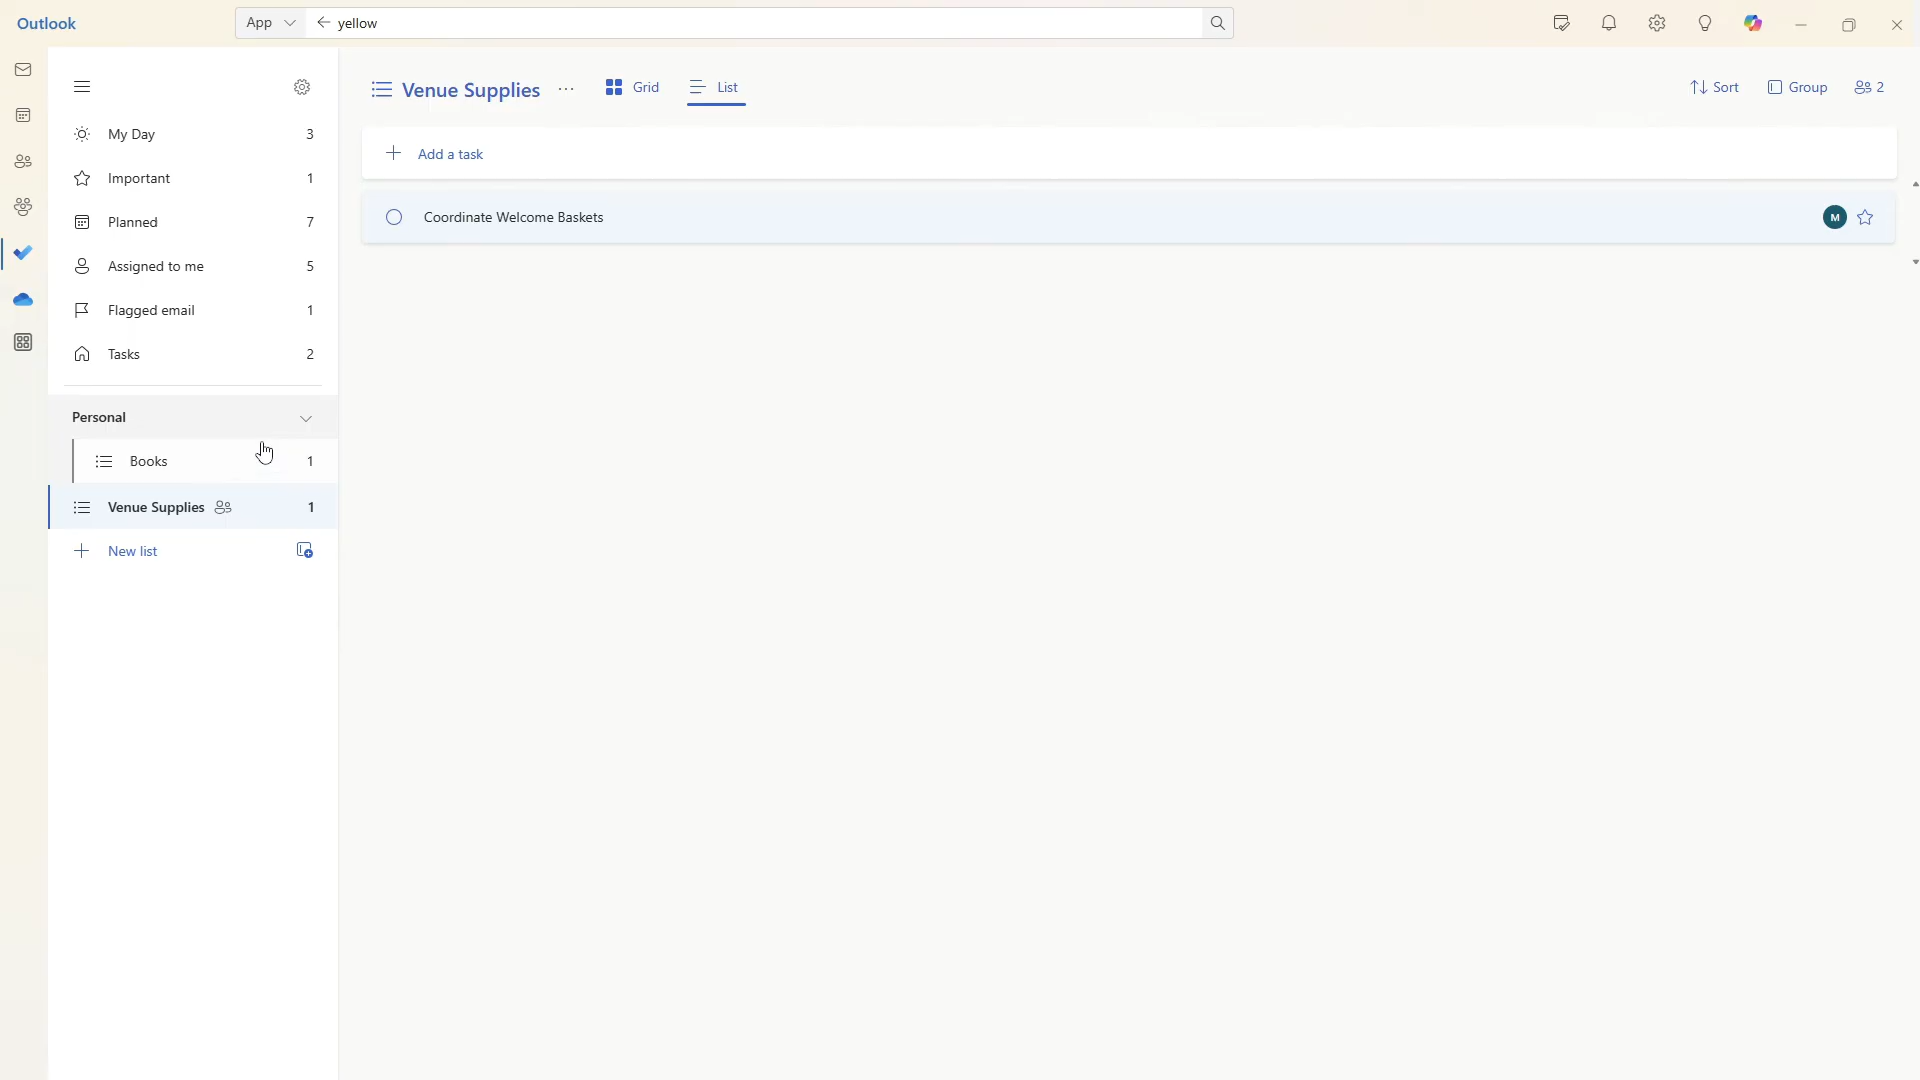 Outlook
App
yellow
My Day 3
Important 1
Planned 7
Assigned to me 5
Flagged email 1
Tasks 2
Personal
Books 1
Venue Supplies 1
New list
Venue Supplies ... Grid List
Sort Group 2
Add a task
Coordinate Welcome Baskets M